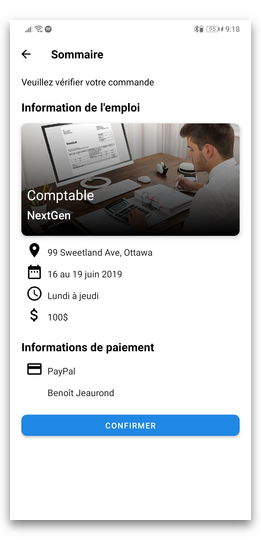 95
9:18
Sommaire
Veuillez vérifier votre commande
Information de l'emploi
Comptable
NextGen
99 Sweetland Ave, Ottawa
16 au 19 juin 2019
Lundi à jeudi
$ 100$
Informations de paiement
PayPal
Benoît Jeaurond
CONFIRMER